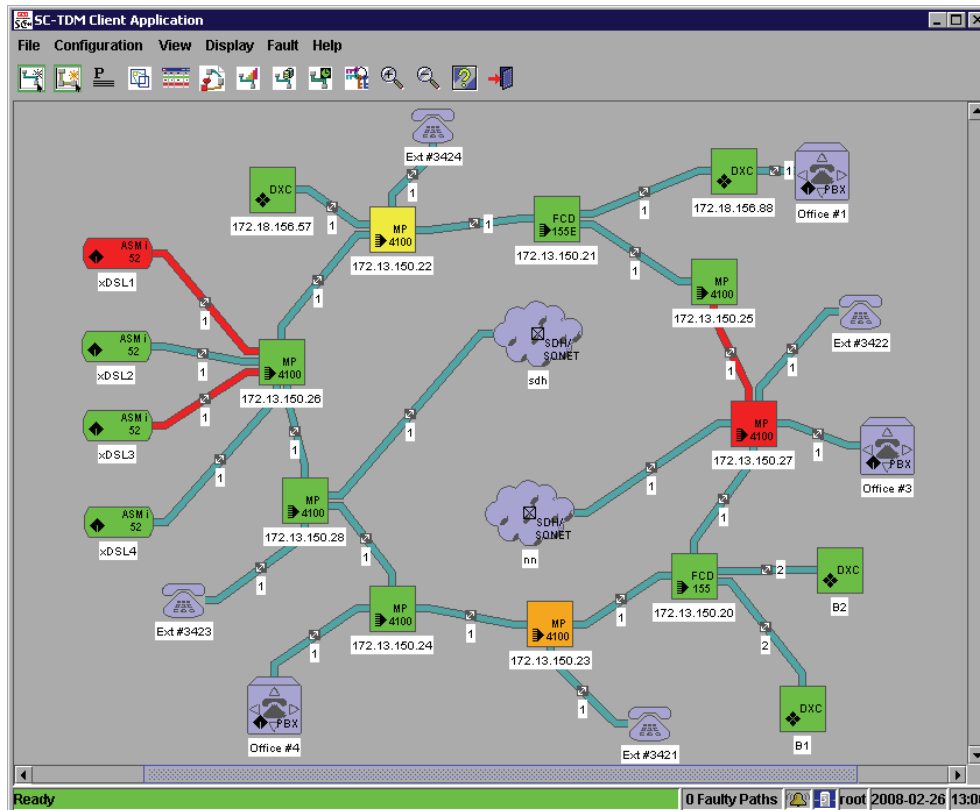 SC-TDM Client Application
File Configuration View Display Fault Help
P
Ext #3424
1
DXC
172.18.156.57
1
MP
4100
172.13.150.22
1
FCD
155E
172.13.150.21
1
DXC
172.18.156.88
1
PBX
Office #1
1
MP
4100
172.13.150.25
ASM i
52
xDSL1
1
1
ASM i
52
xDSL2
1
MP
4100
172.13.150.26
SDH/
SONET
sdh
1
1
Ext #3422
ASM i
52
xDSL3
1
1
1
MP
4100
172.13.150.27
1
PBX
Office #3
ASM i
52
xDSL4
1
MP
4100
172.13.150.28
SDH/
SONET
nn
1
1
1
Ext #3423
1
MP
4100
172.13.150.24
1
MP
4100
172.13.150.23
1
FCD
155
172.13.150.20
2
DXC
B2
1
PBX
Office #4
1
Ext #3421
2
DXC
B1
Ready
0 Faulty Paths
root
2008-02-26